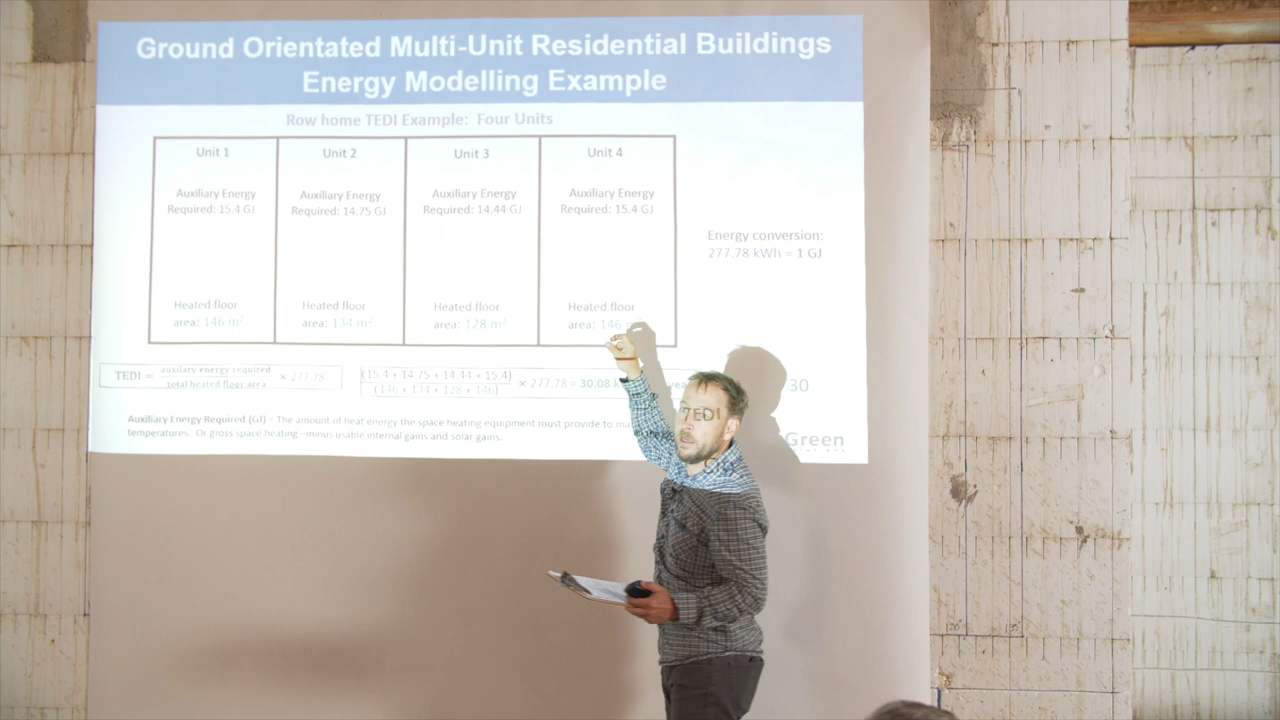 Ground Orientated Multi-Unit Residential Buildings
Energy Modelling Example
Row home TEDI Example: Four Units
Unit 1
Auxiliary Energy
Required: 15.4 GJ
Heated floor
area: 146 m²
Unit 2
Auxiliary Energy
Required: 14.75 GJ
Heated floor
area: 134 m²
Unit 3
Auxiliary Energy
Required: 14.44 GJ
Heated floor
area: 128 m²
Unit 4
Auxiliary Energy
Required: 15.4 GJ
Heated floor
area: 146 m
Energy conversion:
277.78 kWh = 1 GJ
TEDI = auxilary energy required / total heated floor area × 277.78
(15.4 + 14.75 + 14.44 + 15.4) / (146 + 134 + 128 + 146) × 277.78 = 30.08 k
TEDI
30
Auxiliary Energy Required (GJ) - The amount of heat energy the space heating equipment must provide to
temperatures. Or gross space heating –minus usable internal gains and solar gains.
Green